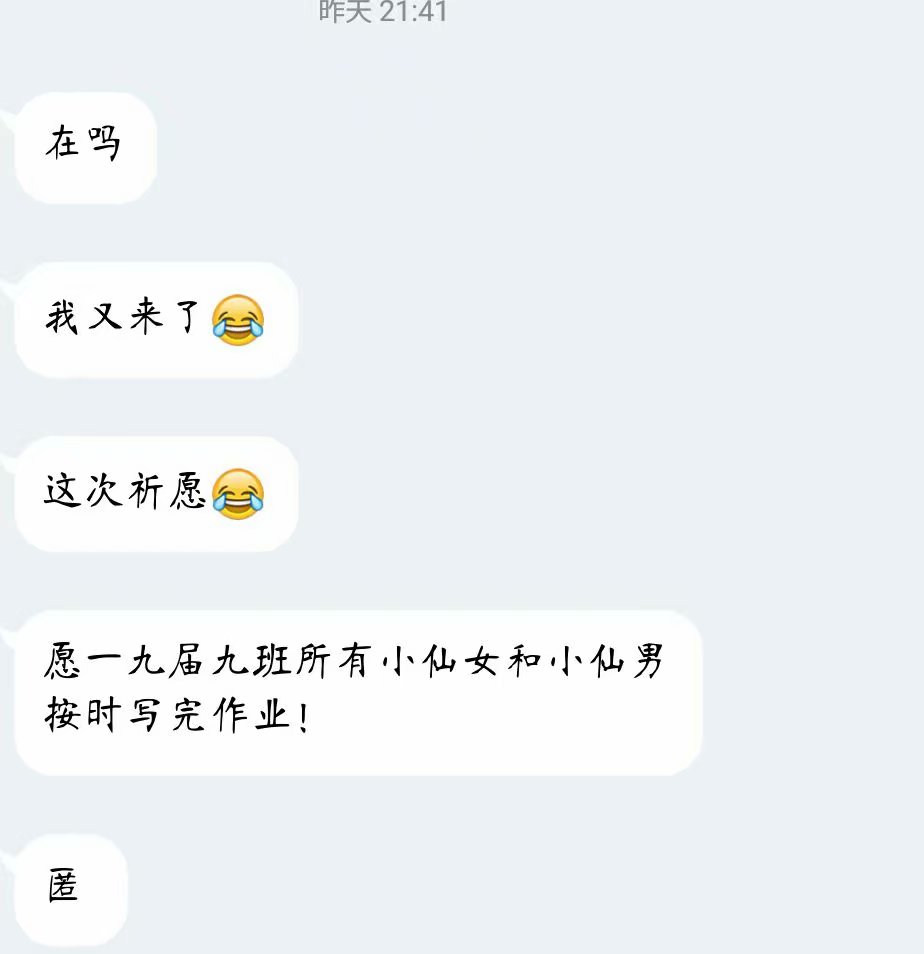 昨天 21:41
在吗
我又来了😂
这次祈愿😂
愿一九届九班所有小仙女和小仙男
按时写完作业!
匿